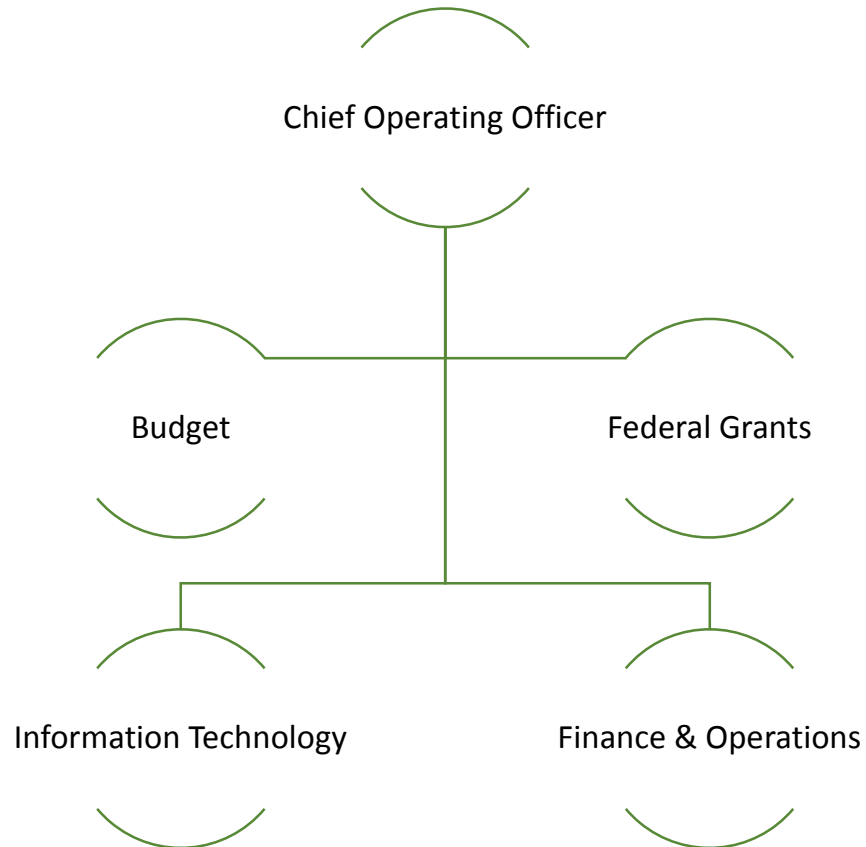 Chief Operating Officer
Budget
Federal Grants
Information Technology
Finance & Operations